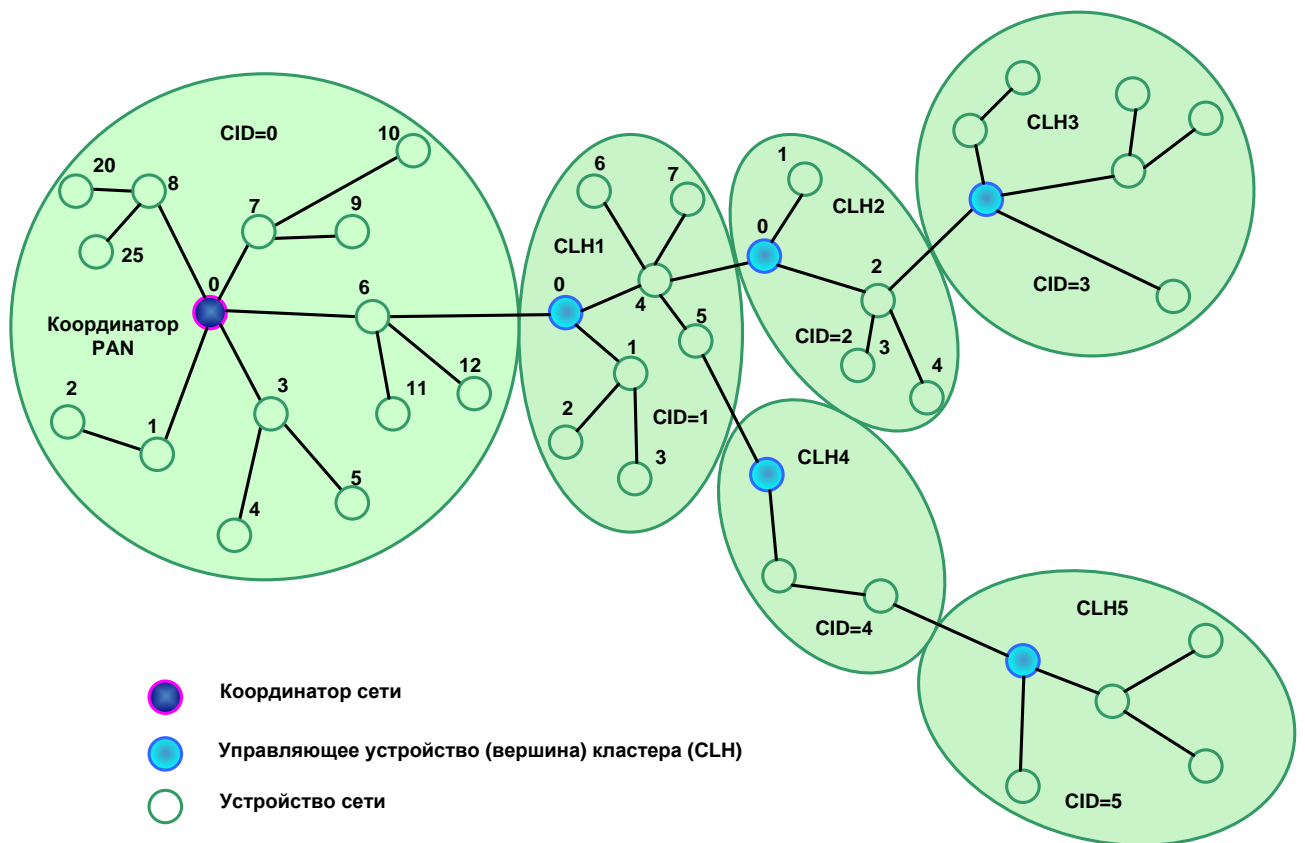 CID=0
10
20
8
7
9
25
0
6
Координатор
PAN
2
1
3
11
12
5
4
6
7
CLH1
0
4
5
1
2
CID=1
3
1
CLH2
0
2
CID=2
3
4
CLH3
CID=3
CLH4
CID=4
CLH5
CID=5
Координатор сети
Управляющее устройство (вершина) кластера (CLH)
Устройство сети